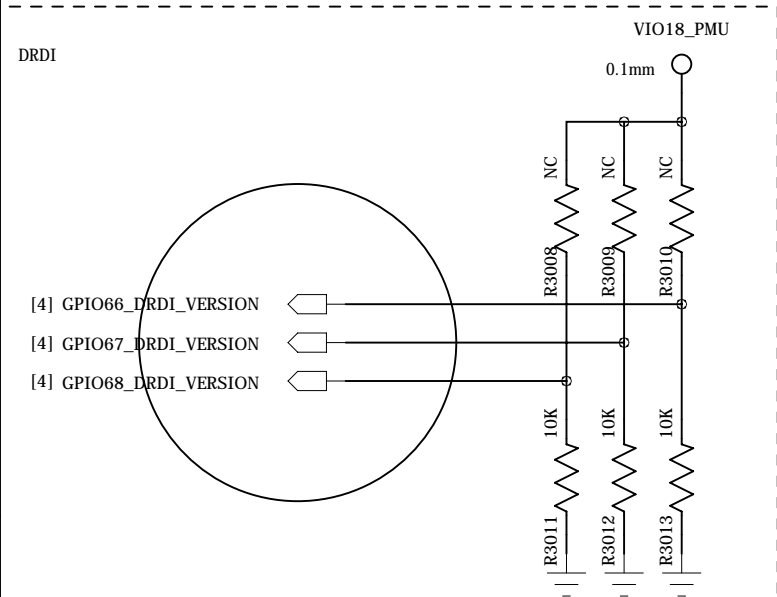 VIO18_PMU
DRDI
0.1mm
NC NC NC
R3008 R3009 R3010
[4] GPIO66_DRDI_VERSION
[4] GPIO67_DRDI_VERSION
[4] GPIO68_DRDI_VERSION
10K 10K 10K
R3011 R3012 R3013